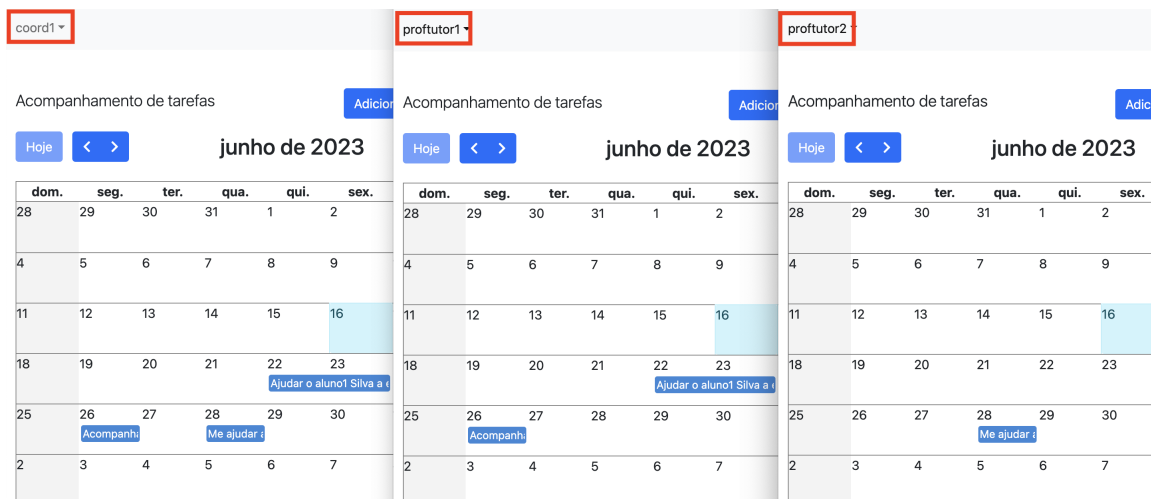 coord1
Acompanhamento de tarefas
Adicior
Hoje
junho de 2023
dom. seg. ter. qua. qui. sex.
28 29 30 31 1 2
4 5 6 7 8 9
11 12 13 14 15 16
18 19 20 21 22 23
Ajudar o aluno1 Silva a e
25 26 27 28 29 30
Acompanha Me ajudar a
2 3 4 5 6 7
proftutor1
Acompanhamento de tarefas
Adicion
Hoje
junho de 2023
dom. seg. ter. qua. qui. sex.
28 29 30 31 1 2
4 5 6 7 8 9
11 12 13 14 15 16
18 19 20 21 22 23
Ajudar o aluno1 Silva a e
25 26 27 28 29 30
Acompanha
2 3 4 5 6 7
proftutor2
Acompanhamento de tarefas
Adic
Hoje
junho de 2023
dom. seg. ter. qua. qui. sex.
28 29 30 31 1 2
4 5 6 7 8 9
11 12 13 14 15 16
18 19 20 21 22 23
25 26 27 28 29 30
Me ajudar a
2 3 4 5 6 7